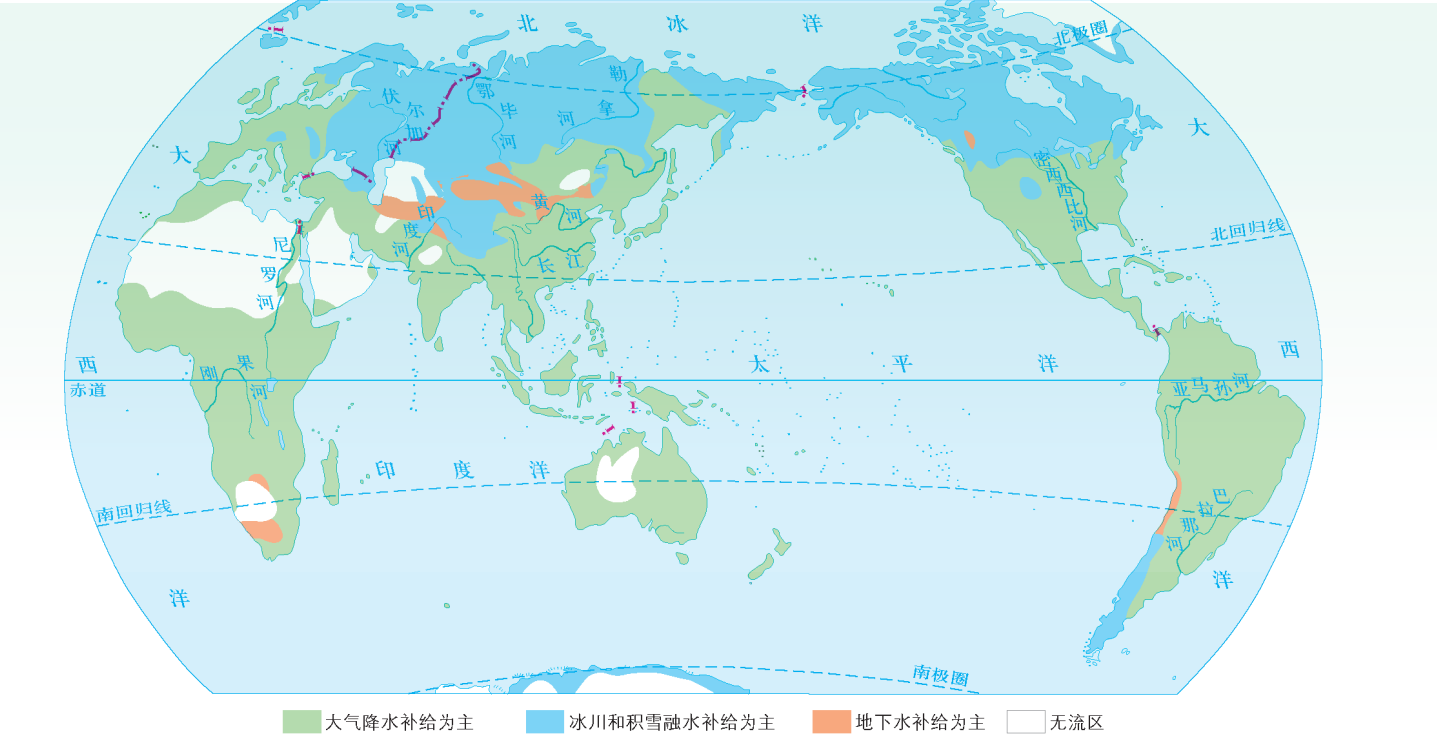 北冰洋
北极圈
大
西
洋
大
西
洋
伏尔加河
鄂毕河
勒拿河
密西西比河
北回归线
黄河
印度河
长江
尼罗河
刚果河
太平洋
赤道
亚马孙河
印度洋
南回归线
巴拉那河
南极圈
大气降水补给为主
冰川和积雪融水补给为主
地下水补给为主
无流区